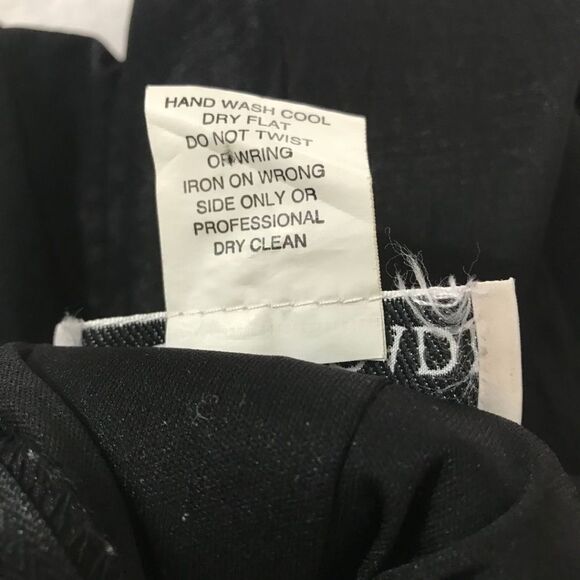 HAND WASH COOL
DRY FLAT
DO NOT TWIST
OR WRING
IRON ON WRONG
SIDE ONLY OR
PROFESSIONAL
DRY CLEAN